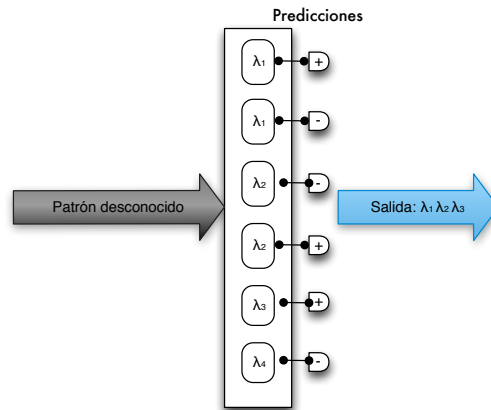 Predicciones
λ₁ +
λ₁ -
λ₂ -
Patrón desconocido
Salida: λ₁ λ₂ λ₃
λ₂ +
λ₃ +
λ₄ -